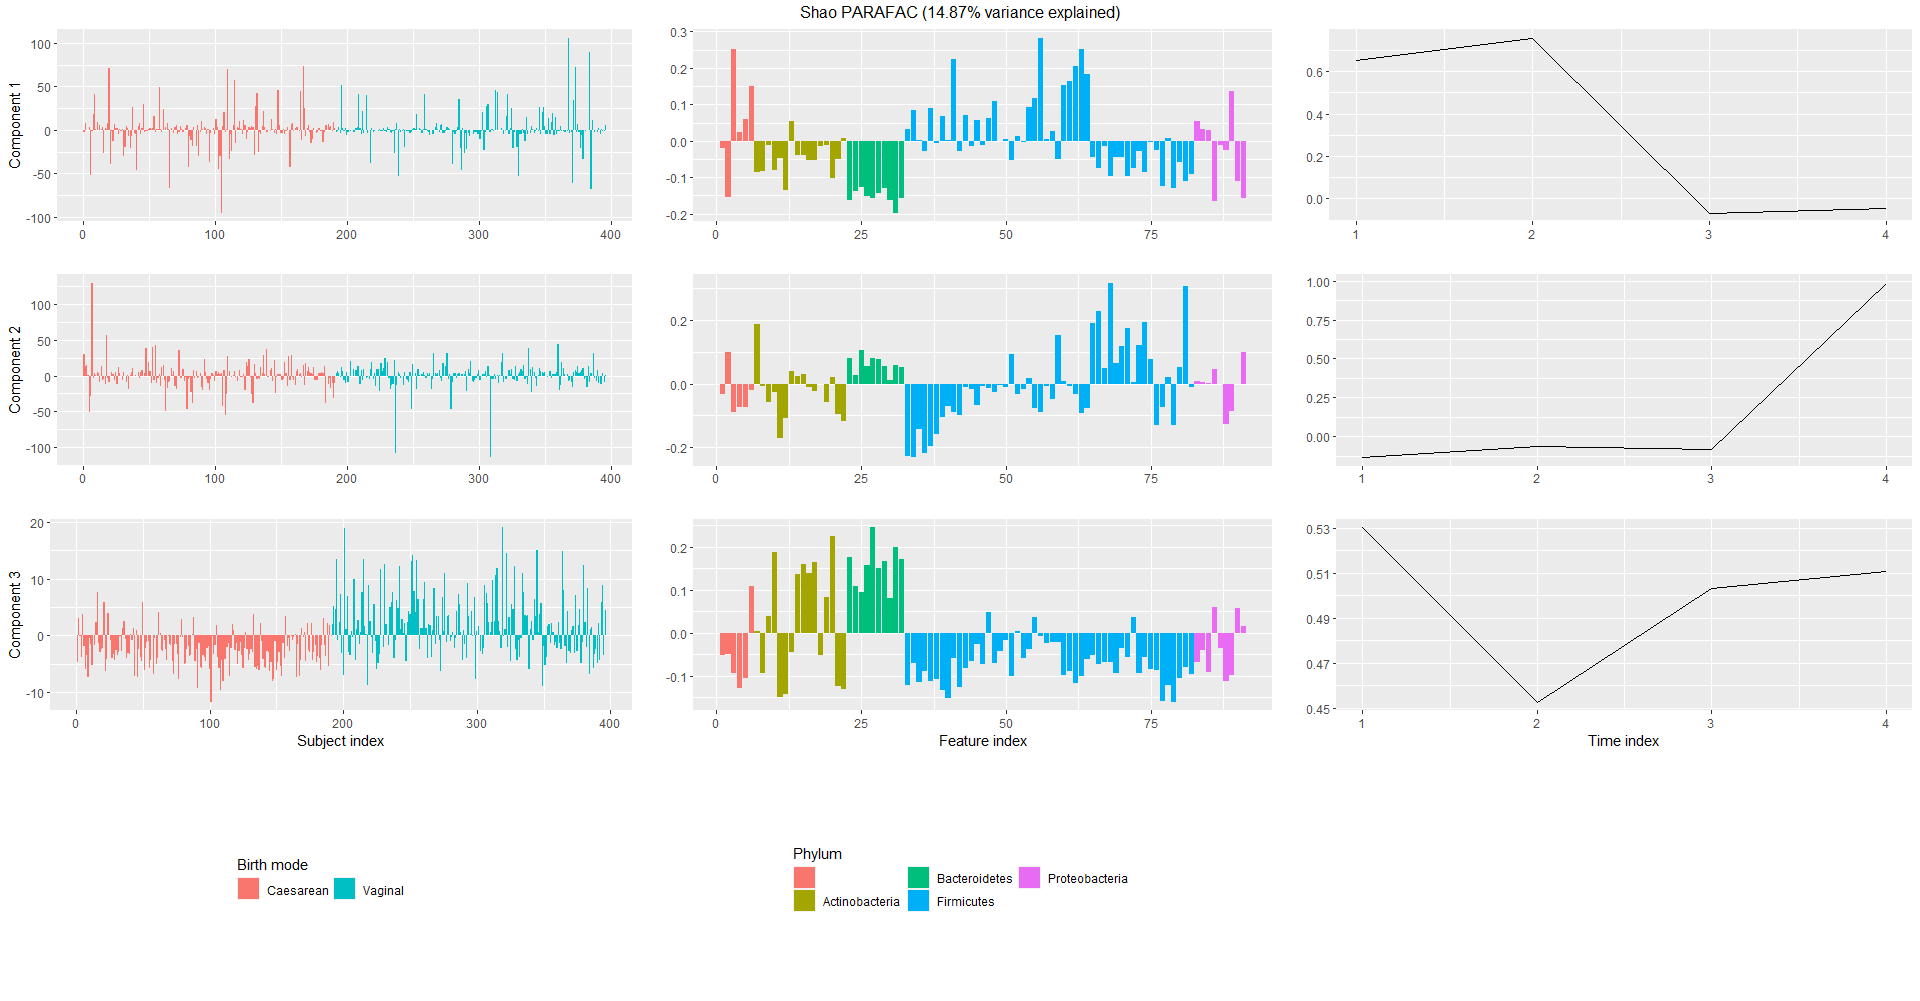 Shao PARAFAC (14.87% variance explained)
Component 1
100
50
0
-50
-100
0 100 200 300 400
0.3
0.2
0.1
0.0
-0.1
-0.2
0 25 50 75
0.6
0.4
0.2
0.0
1 2 3 4
Component 2
100
50
0
-50
-100
0 100 200 300 400
0.2
0.0
-0.2
0 25 50 75
1.00
0.75
0.50
0.25
0.00
1 2 3 4
Component 3
20
10
0
-10
0 100 200 300 400
Subject index
0.2
0.1
0.0
-0.1
0 25 50 75
Feature index
0.53
0.51
0.49
0.47
0.45
1 2 3 4
Time index
Birth mode
Caesarean Vaginal
Phylum
Bacteroidetes Proteobacteria
Actinobacteria Firmicutes